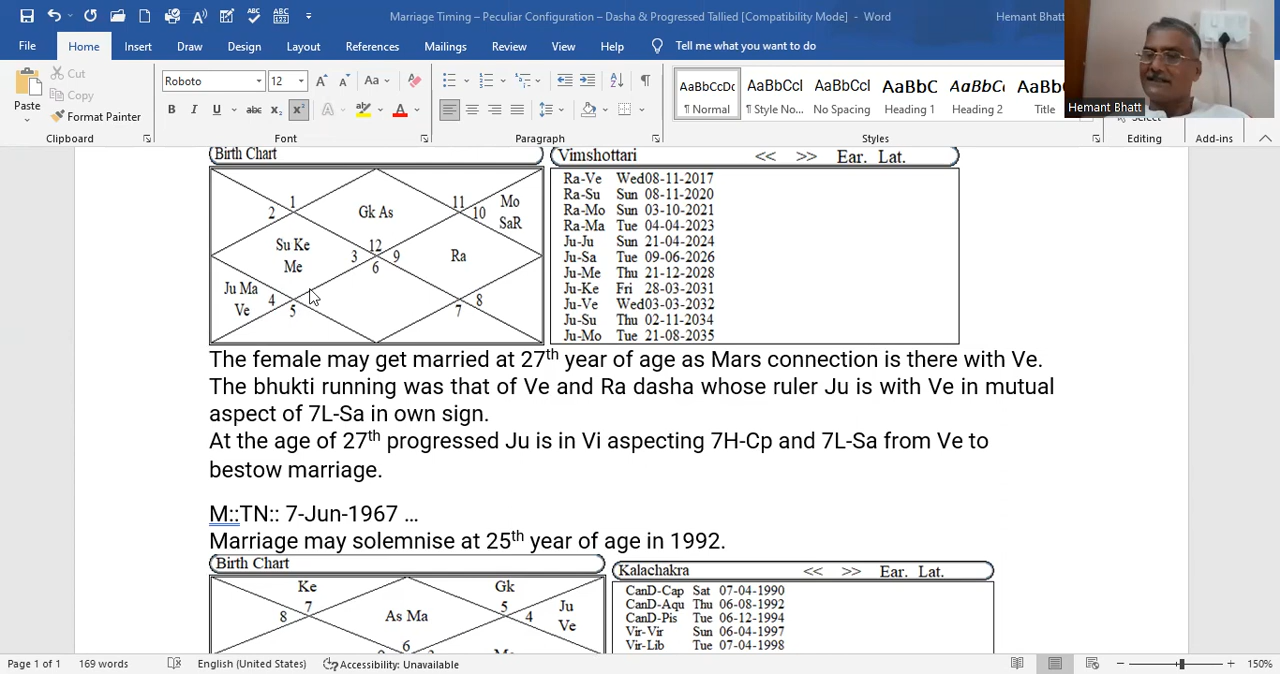 Marriage Timing – Peculiar Configuration – Dasha & Progressed Tallied [Compatibility Mode] - Word
Hemant Bhatt
File Home Insert Draw Design Layout References Mailings Review View Help Tell me what you want to do
Paste
Cut
Copy
Format Painter
Clipboard
Roboto 12
Font
Paragraph
AaBbCcDc AaBbCcI AaBbCcI AaBbC AaBbCc AaBb
¶ Normal ¶ Style No... No Spacing Heading 1 Heading 2 Title
Styles
Select
Editing
Add-ins
Hemant Bhatt
Birth Chart
1
2
Gk As
11
10
Mo
SaR
Su Ke
Me
3
12
9
6
Ra
Ju Ma
Ve
4
5
8
7
Vimshottari << >> Ear. Lat.
Ra-Ve Wed08-11-2017
Ra-Su Sun 08-11-2020
Ra-Mo Sun 03-10-2021
Ra-Ma Tue 04-04-2023
Ju-Ju Sun 21-04-2024
Ju-Sa Tue 09-06-2026
Ju-Me Thu 21-12-2028
Ju-Ke Fri 28-03-2031
Ju-Ve Wed03-03-2032
Ju-Su Thu 02-11-2034
Ju-Mo Tue 21-08-2035
The female may get married at 27th year of age as Mars connection is there with Ve.
The bhukti running was that of Ve and Ra dasha whose ruler Ju is with Ve in mutual
aspect of 7L-Sa in own sign.
At the age of 27th progressed Ju is in Vi aspecting 7H-Cp and 7L-Sa from Ve to
bestow marriage.
M::TN:: 7-Jun-1967 …
Marriage may solemnise at 25th year of age in 1992.
Birth Chart
Ke
7
8
As Ma
6
Gk
5
4
Ju
Ve
Kalachakra << >> Ear. Lat.
CanD-Cap Sat 07-04-1990
CanD-Aqu Thu 06-08-1992
CanD-Pis Tue 06-12-1994
Vir-Vir Sun 06-04-1997
Vir-Lib Tue 07-04-1998
Page 1 of 1 169 words English (United States) Accessibility: Unavailable 150%